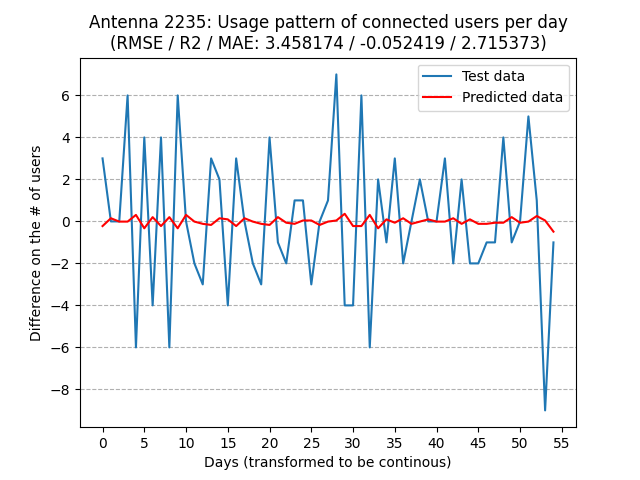 Antenna 2235: Usage pattern of connected users per day
(RMSE / R2 / MAE: 3.458174 / -0.052419 / 2.715373)
Test data
Predicted data
Difference on the # of users
6
4
2
0
−2
−4
−6
−8
0 5 10 15 20 25 30 35 40 45 50 55
Days (transformed to be continous)